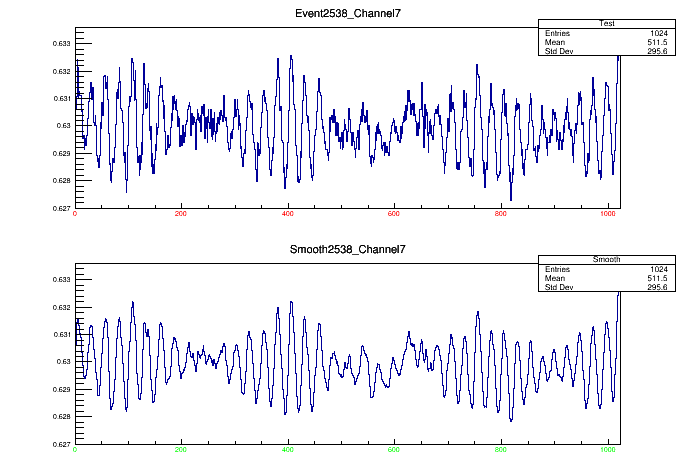 Event2538_Channel7
Test
Entries 1024
Mean 511.5
Std Dev 295.6
0.633
0.632
0.631
0.63
0.629
0.628
0.627
0 200 400 600 800 1000
Smooth2538_Channel7
Smooth
Entries 1024
Mean 511.5
Std Dev 295.6
0.633
0.632
0.631
0.63
0.629
0.628
0.627
0 200 400 600 800 1000